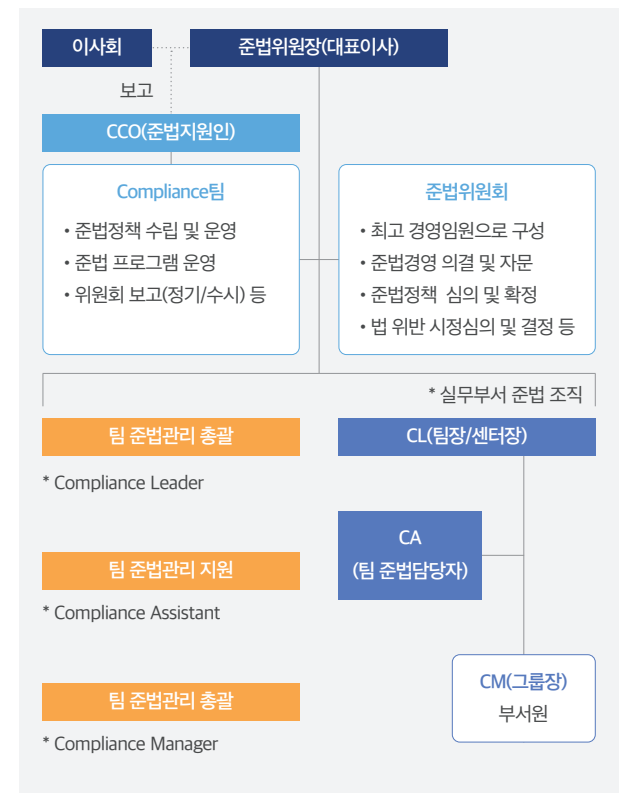 이사회
준법위원장(대표이사)
보고
CCO(준법지원인)
Compliance팀
• 준법정책 수립 및 운영
• 준법 프로그램 운영
• 위원회 보고(정기/수시) 등
준법위원회
• 최고 경영임원으로 구성
• 준법경영 의결 및 자문
• 준법정책 심의 및 확정
• 법 위반 시정심의 및 결정 등
* 실무부서 준법 조직
팀 준법관리 총괄
* Compliance Leader
CL(팀장/센터장)
팀 준법관리 지원
* Compliance Assistant
CA
(팀 준법담당자)
팀 준법관리 총괄
* Compliance Manager
CM(그룹장)
부서원